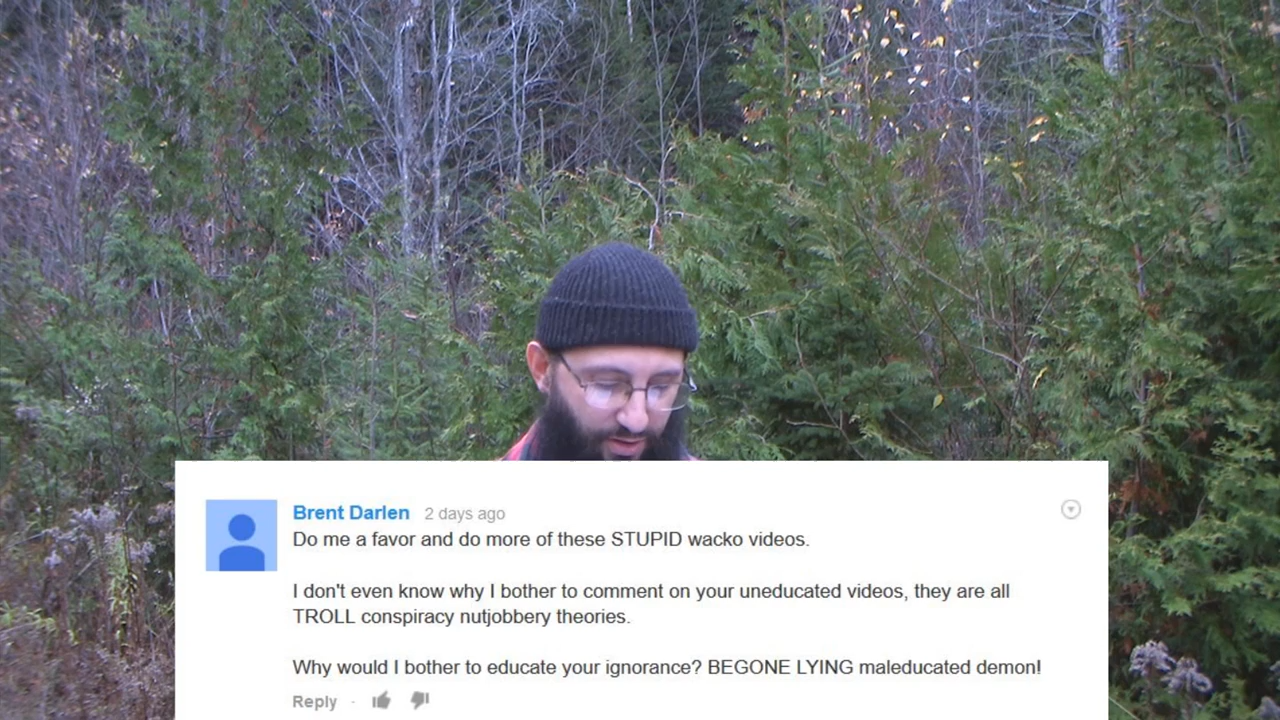 Brent Darlen 2 days ago
Do me a favor and do more of these STUPID wacko videos.
I don't even know why I bother to comment on your uneducated videos, they are all
TROLL conspiracy nutjobbery theories.
Why would I bother to educate your ignorance? BEGONE LYING maleducated demon!
Reply ·